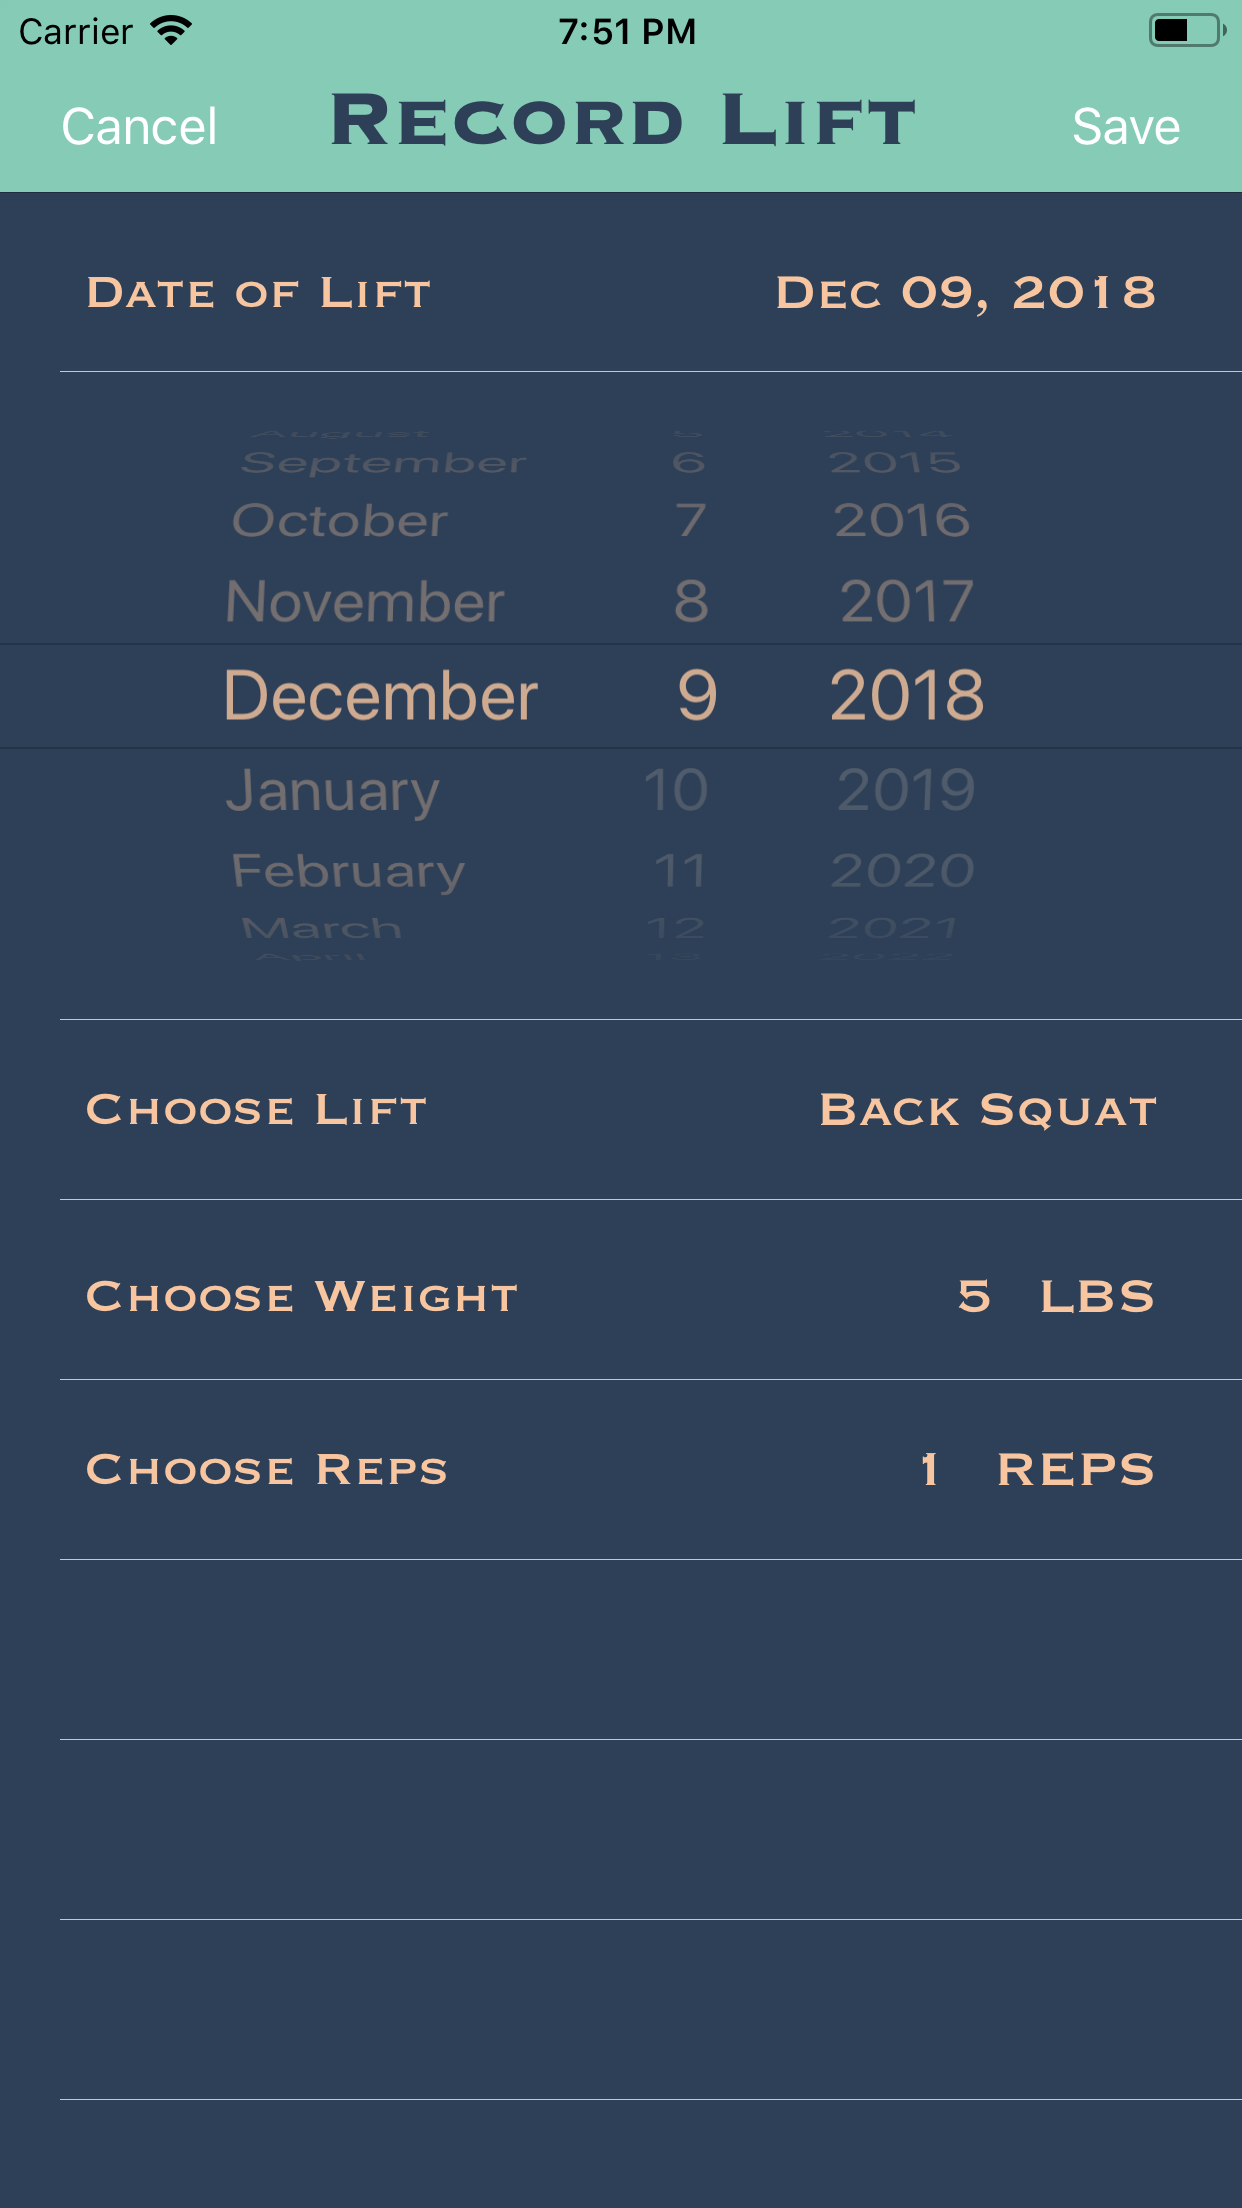 Carrier 7:51 PM
Cancel Record Lift Save
Date of Lift Dec 09, 2018
August 5 2014
September 6 2015
October 7 2016
November 8 2017
December 9 2018
January 10 2019
February 11 2020
March 12 2021
April 13 2022
Choose Lift Back Squat
Choose Weight 5 LBS
Choose Reps 1 REPS